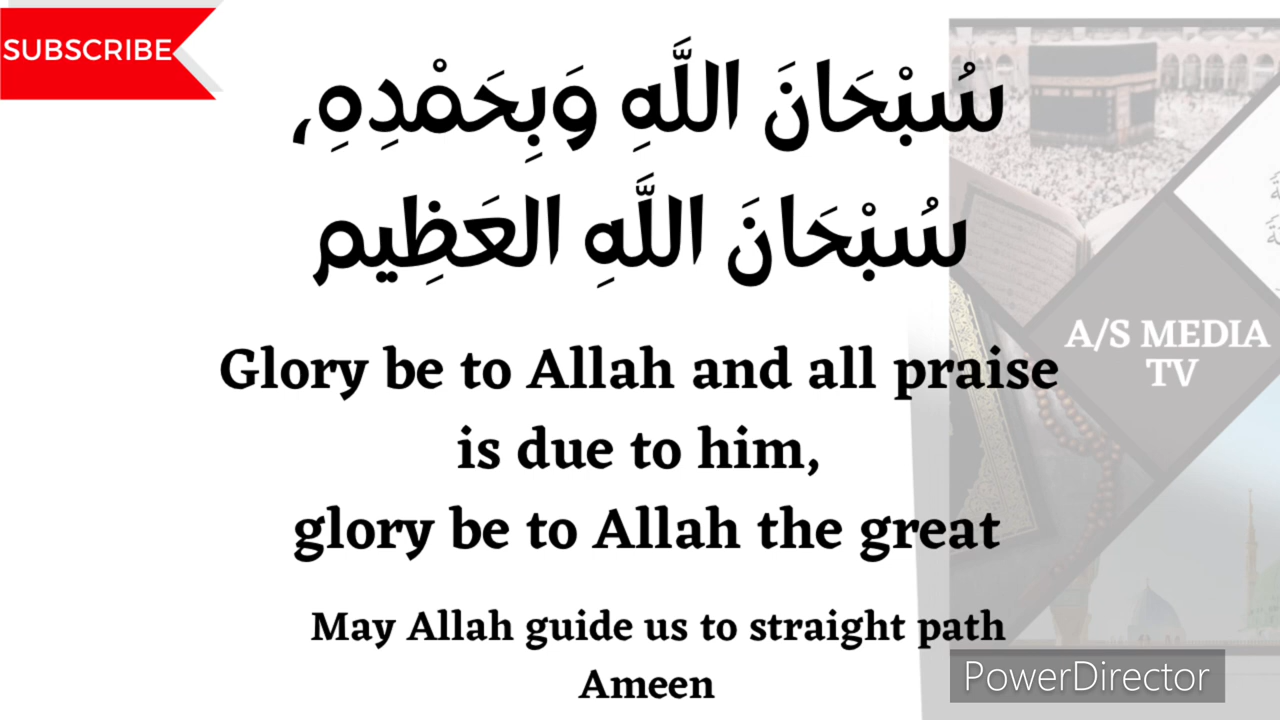 SUBSCRIBE
سُبْحَانَ اللَّهِ وَبِحَمْدِهِ،
سُبْحَانَ اللَّهِ العَظِيم
Glory be to Allah and all praise
is due to him,
glory be to Allah the great
May Allah guide us to straight path
Ameen
A/S MEDIA
TV
PowerDirector